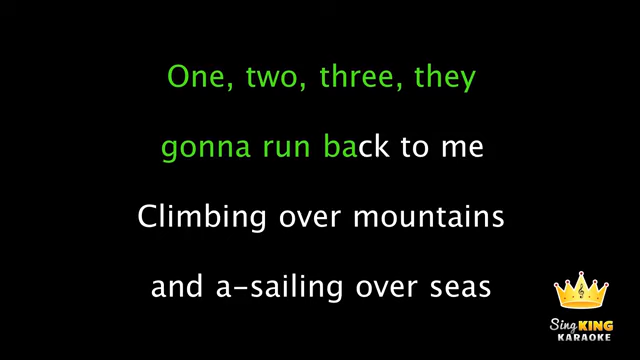 One, two, three, they
gonna run back to me
Climbing over mountains
and a-sailing over seas
Sing KING
KARAOKE